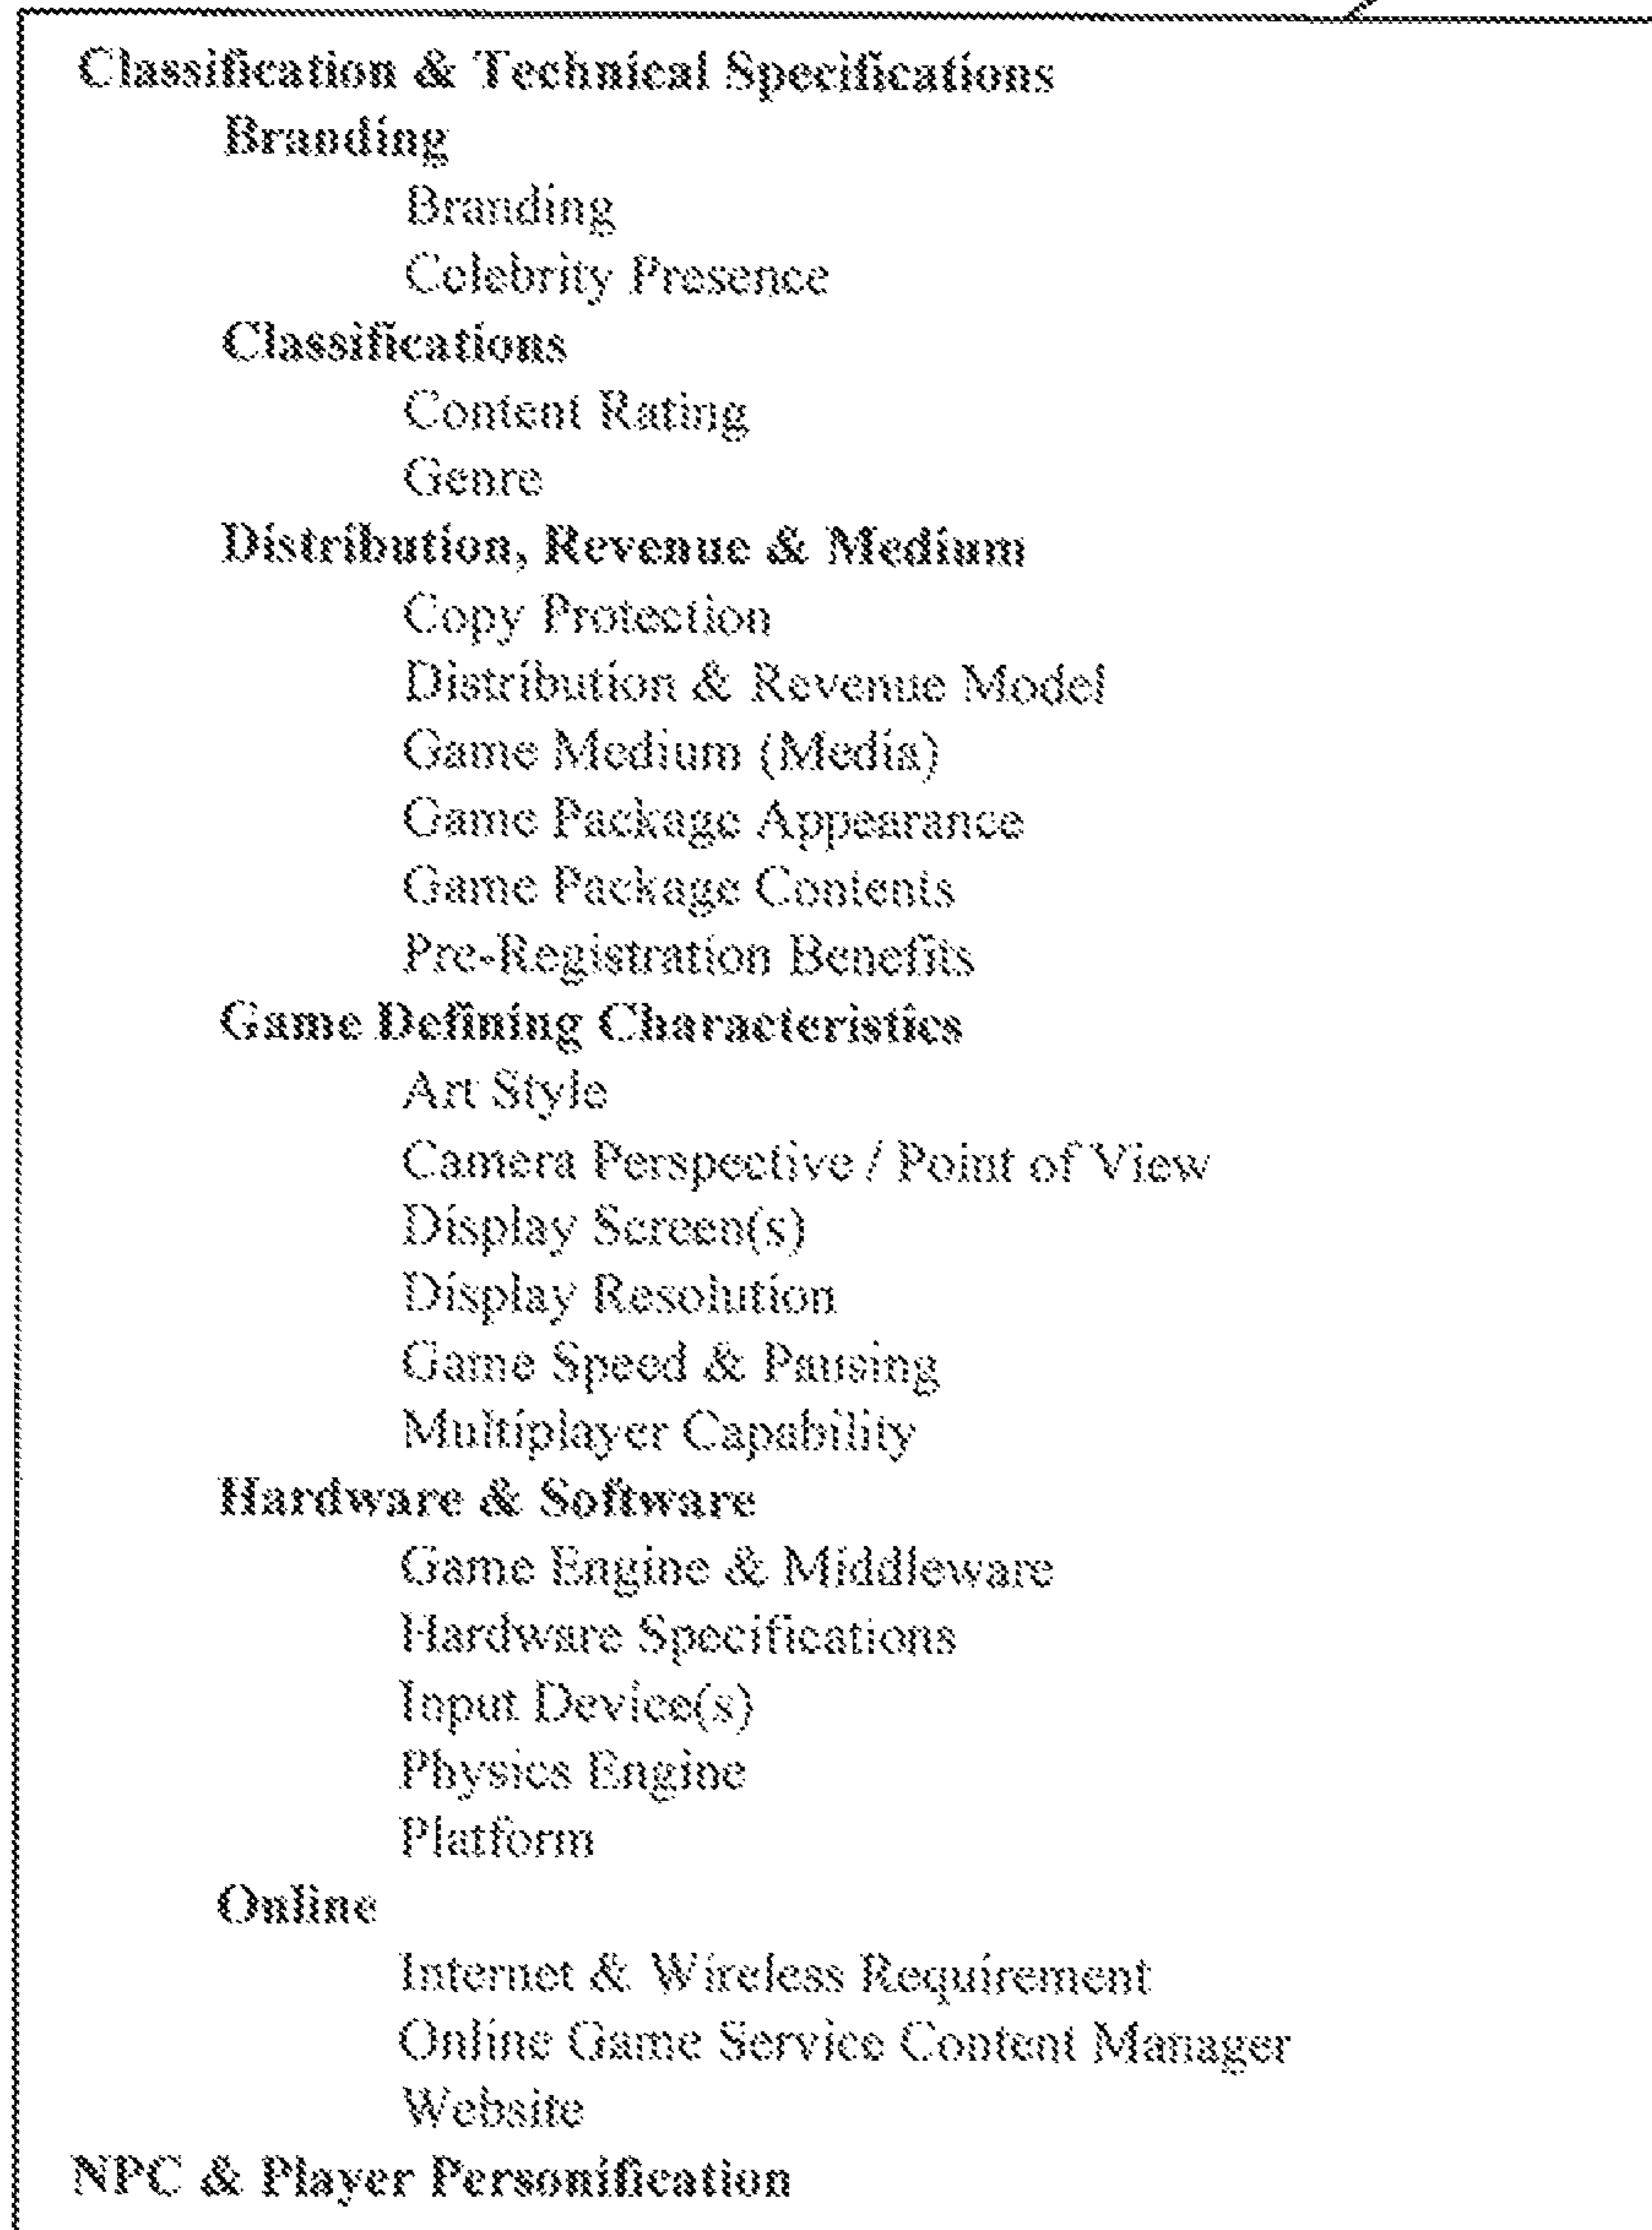 Classification & Technical Specifications
Branding
Branding
Celebrity Presence
Classifications
Content Rating
Genre
Distribution, Revenue & Medium
Copy Protection
Distribution & Revenue Model
Game Medium (Media)
Game Package Appearance
Game Package Contents
Pre-Registration Benefits
Game Defining Characteristics
Art Style
Camera Perspective / Point of View
Display Screen(s)
Display Resolution
Game Speed & Pausing
Multiplayer Capability
Hardware & Software
Game Engine & Middleware
Hardware Specifications
Input Device(s)
Physics Engine
Platform
Online
Internet & Wireless Requirement
Online Game Service Content Manager
Website
NPC & Player Personification